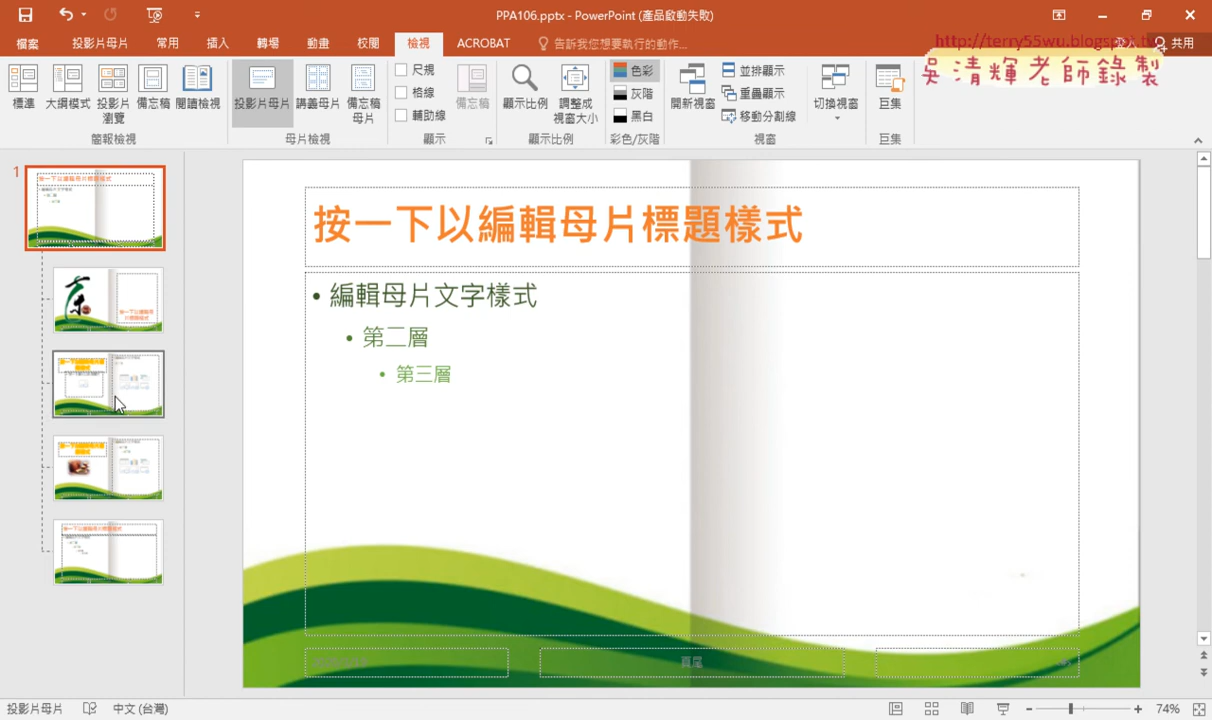 PPA106.pptx - PowerPoint (產品啟動失敗)
檔案 投影片母片 常用 插入 轉場 動畫 校閱 檢視 ACROBAT 告訴我您想要執行的動作... 登入 共用
http://terry55wu.blogspot.tw
吳清輝老師錄製
標準 大綱模式 投影片瀏覽 備忘稿 閱讀檢視 投影片母片 講義母片 備忘稿母片 尺規 格線 輔助線 備忘稿 顯示比例 調整成視窗大小 色彩 灰階 黑白 開新視窗 並排顯示 重疊顯示 移動分割線 切換視窗 巨集
簡報檢視 母片檢視 顯示 顯示比例 彩色/灰階 視窗 巨集
1
按一下以編輯母片標題樣式
• 編輯母片文字樣式
• 第二層
• 第三層
頁尾
投影片母片 中文 (台灣) 74%